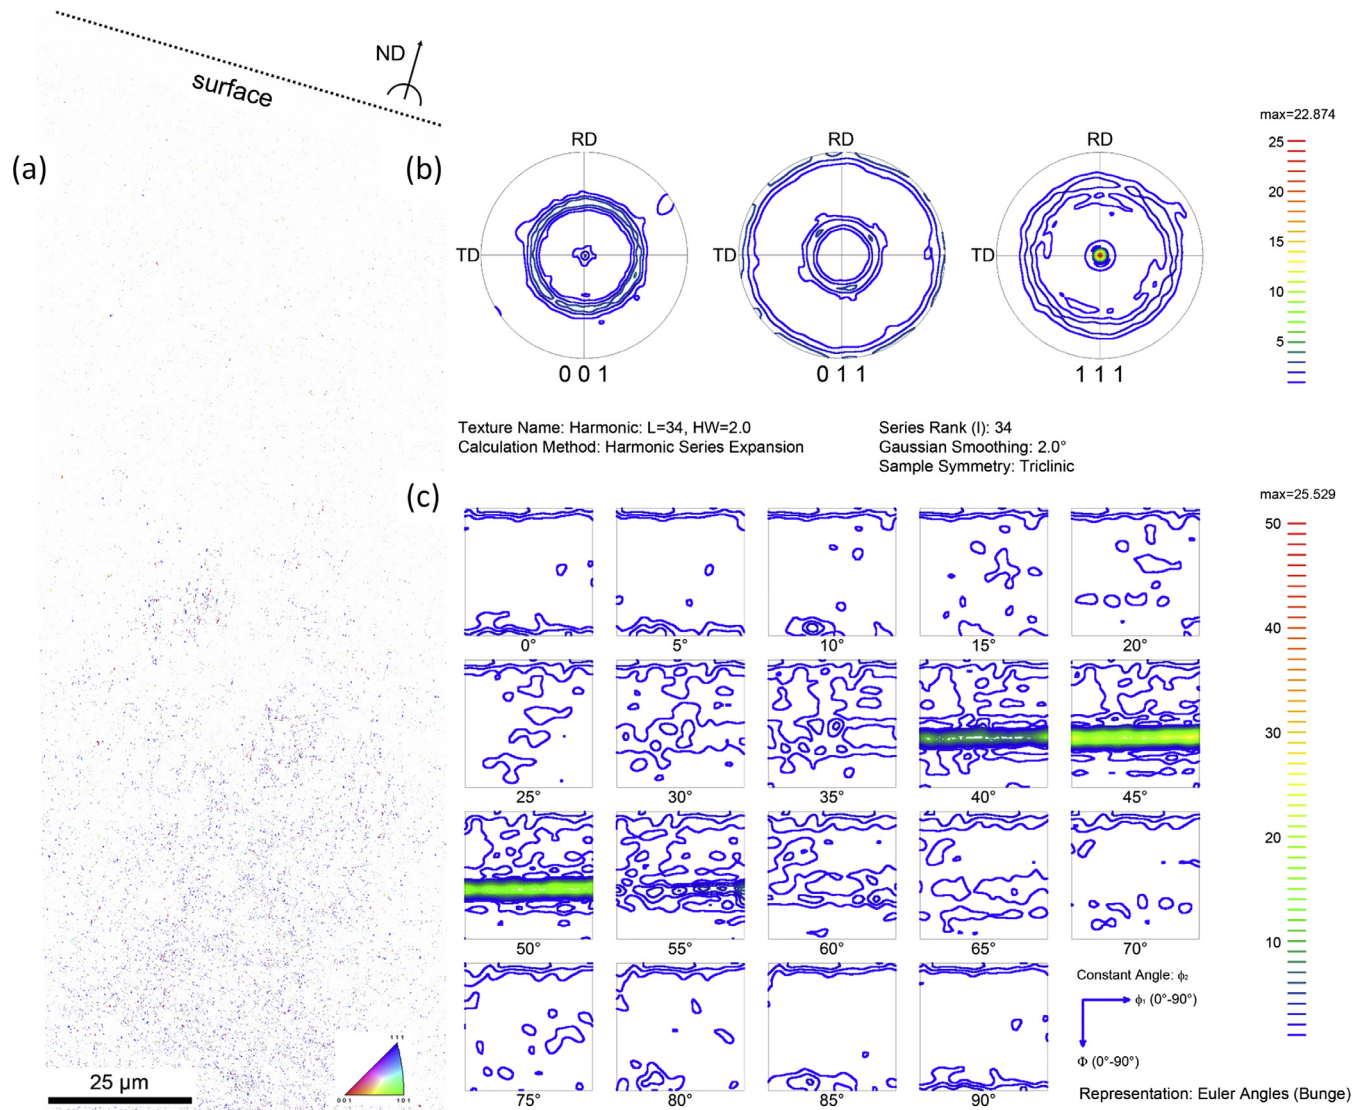 ND
surface
(a)
25 µm
111
001
101
(b)
RD
RD
max=22.874
25
20
15
10
5
TD
TD
TD
0 0 1
0 1 1
1 1 1
Texture Name: Harmonic: L=34, HW=2.0
Calculation Method: Harmonic Series Expansion
Series Rank (l): 34
Gaussian Smoothing: 2.0°
Sample Symmetry: Triclinic
(c)
max=25.529
50
40
30
20
10
0°
5°
10°
15°
20°
25°
30°
35°
40°
45°
50°
55°
60°
65°
70°
75°
80°
85°
90°
Constant Angle: ϕ₂
ϕ₁ (0°-90°)
Φ (0°-90°)
Representation: Euler Angles (Bunge)